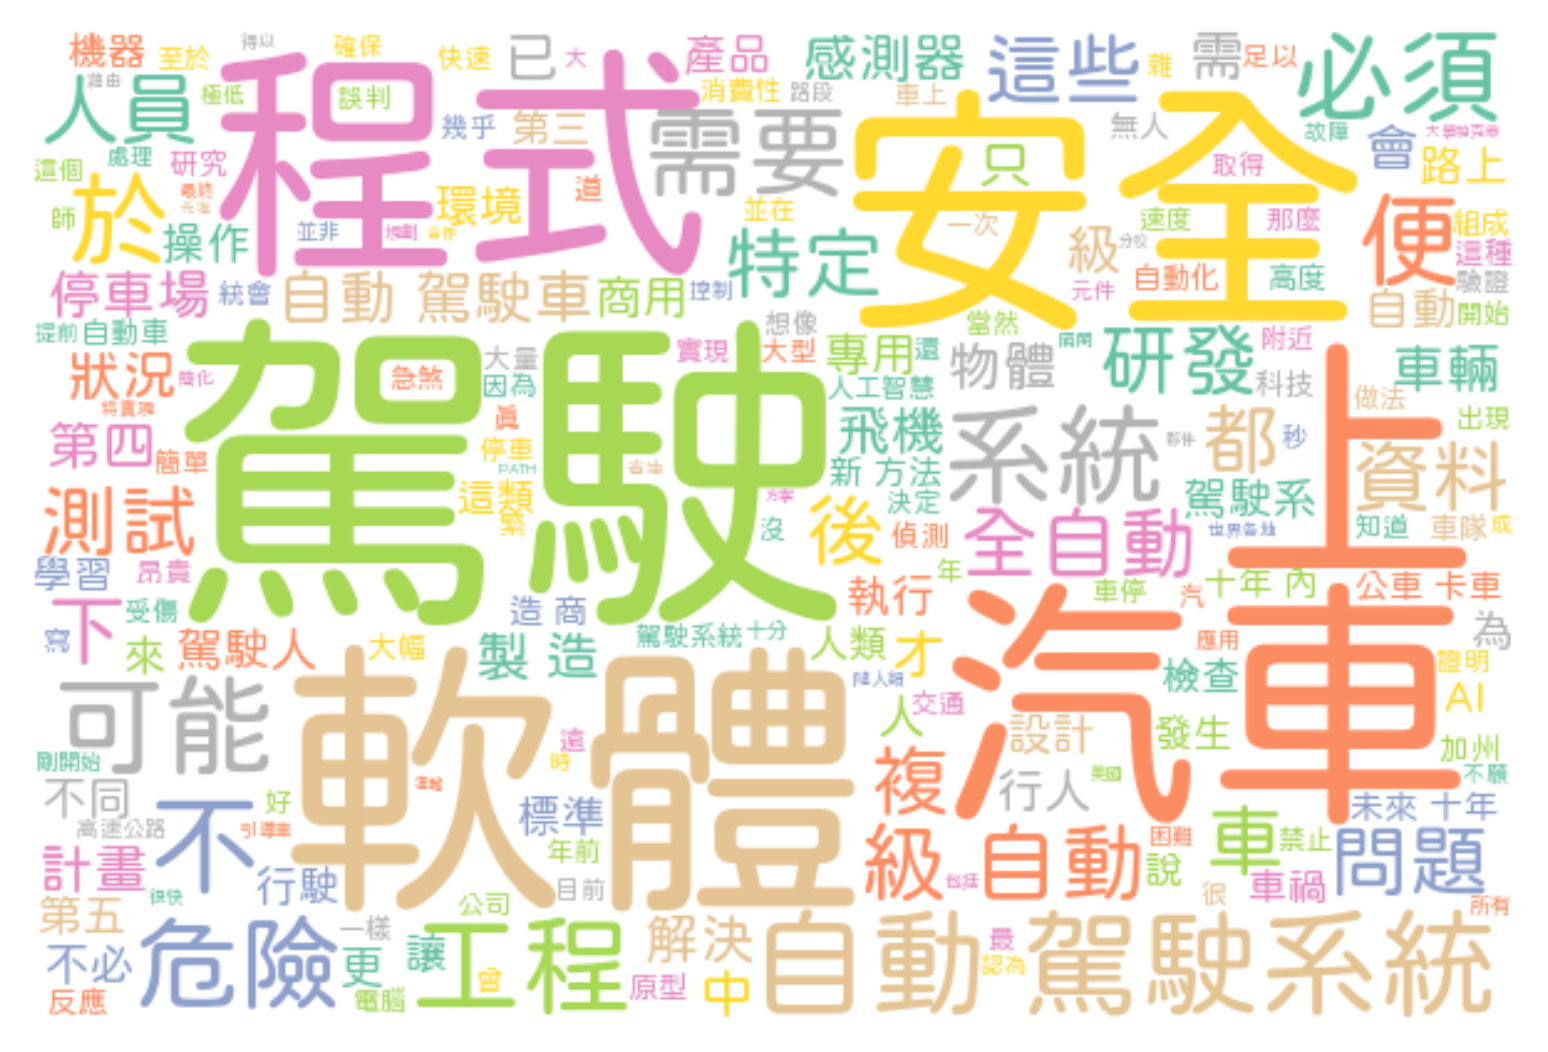 機器
至於
得以
確保
快速
已
大
產品
感測器
這些
雜
需
足以
必須
人員
自由
極低
程式
誤判
消費性
路段
車上
幾乎
第三
需要
安全
只
無人
故障
會
路上
這個
處理
研究
於
最終
師
操作
環境
道
並非
合作
並在
一次
特定
級
分校
速度
取得
那麼
便
組成
這種
停車場
統會
自動 駕駛車
商用
控制
元件
自動化
高度
驗證
自動
開始
提前
自動車
想像
當然
狀況
簡化
駕駛
急煞
大量
因為
實現
大型
專用
還
物體
研發
附近
科技
車輛
人工智慧
做法
第四
簡單
真
停車
PATH
飛機
新 方法
系統
夥伴
都
秒
上
出現
資料
測試
這類
繁
方案
後
決定
駕駛系
沒
偵測
全自動
世界各地
知道
車隊
成
學習
昂貴
年
執行
車停
十年 內
公車 卡車
下
受傷
寫
來
駕駛人
大幅
造 商
製 造
駕駛系統
十分
人類
才
汽
應用
汽車
為
檢查
證明
可能
軟體
人
交通
設計
發生
AI
剛開始
遠
時
加州
不同
複
行人
美國
不願
不
好
高速公路
引導車
標準
未來 十年
計畫
年前
級
自動
困難
說
車
禁止
問題
行駛
目前
包括
很
車禍
第五
公司
所有
不必
危險
一樣
更
讓
工程
曾
解決
自動駕駛系統
最
認為
反應
電腦
原型
中